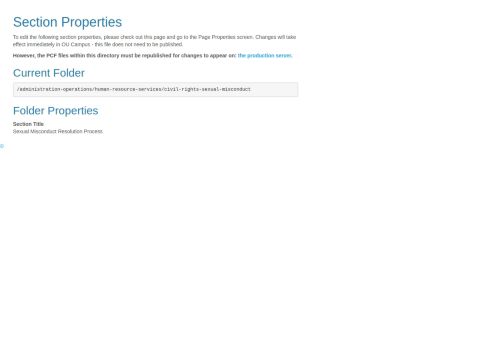 Section Properties
To edit the following section properties, please check out this page and go to the Page Properties screen. Changes will take
effect immediately in OU Campus - this file does not need to be published.
However, the PCF files within this directory must be republished for changes to appear on: the production server.
Current Folder
/administration-operations/human-resource-services/civil-rights-sexual-misconduct
Folder Properties
Section Title
Sexual Misconduct Resolution Process